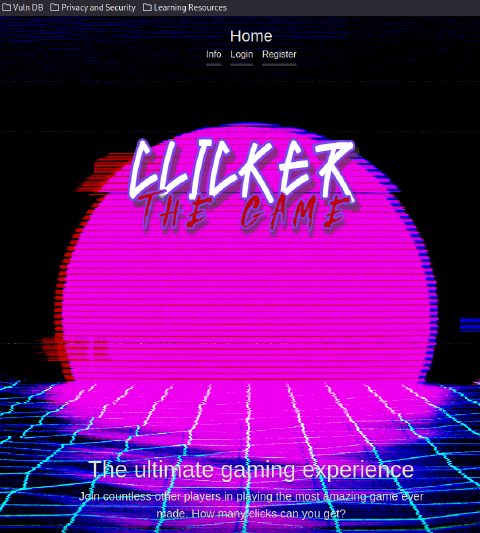 Vuln DB Privacy and Security Learning Resources
Home
Info Login Register
CLICKER
THE GAME
The ultimate gaming experience
Join countless other players in playing the most amazing game ever
made. How many clicks can you get?